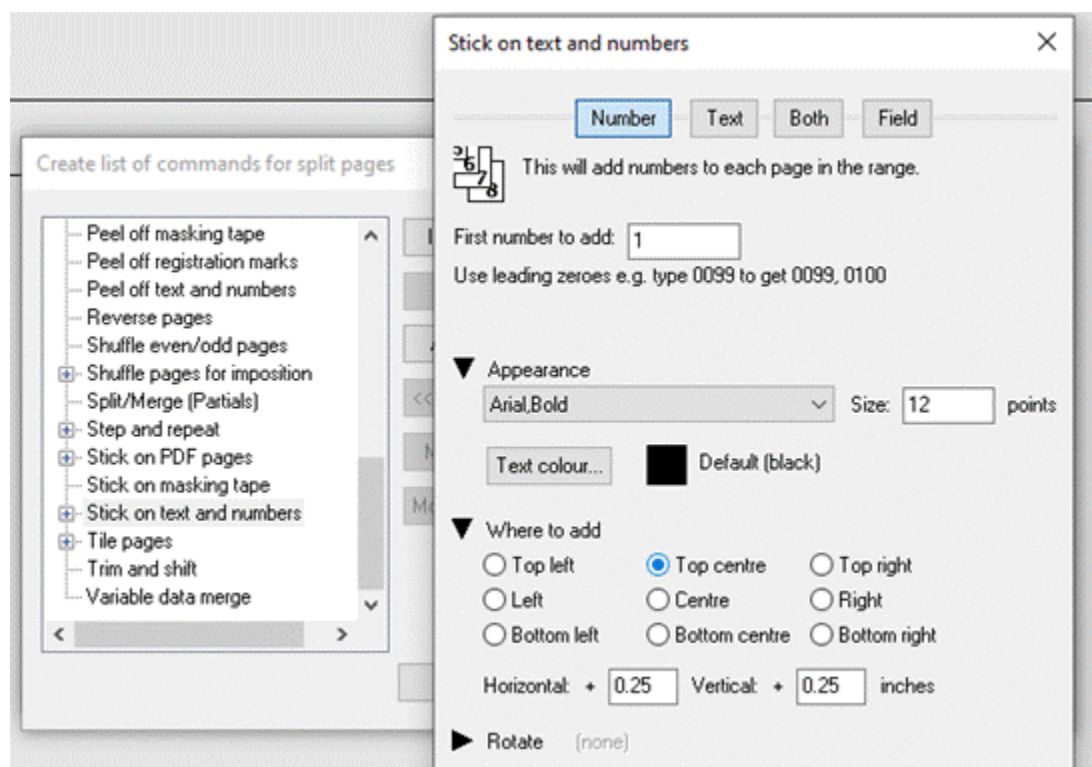 Stick on text and numbers
Number Text Both Field
This will add numbers to each page in the range.
First number to add: 1
Use leading zeroes e.g. type 0099 to get 0099, 0100
Appearance
Arial,Bold Size: 12 points
Text colour... Default (black)
Where to add
Top left Top centre Top right
Left Centre Right
Bottom left Bottom centre Bottom right
Horizontal: + 0.25 Vertical: + 0.25 inches
Rotate (none)
Create list of commands for split pages
Peel off masking tape
Peel off registration marks
Peel off text and numbers
Reverse pages
Shuffle even/odd pages
Shuffle pages for imposition
Split/Merge (Partials)
Step and repeat
Stick on PDF pages
Stick on masking tape
Stick on text and numbers
Tile pages
Trim and shift
Variable data merge